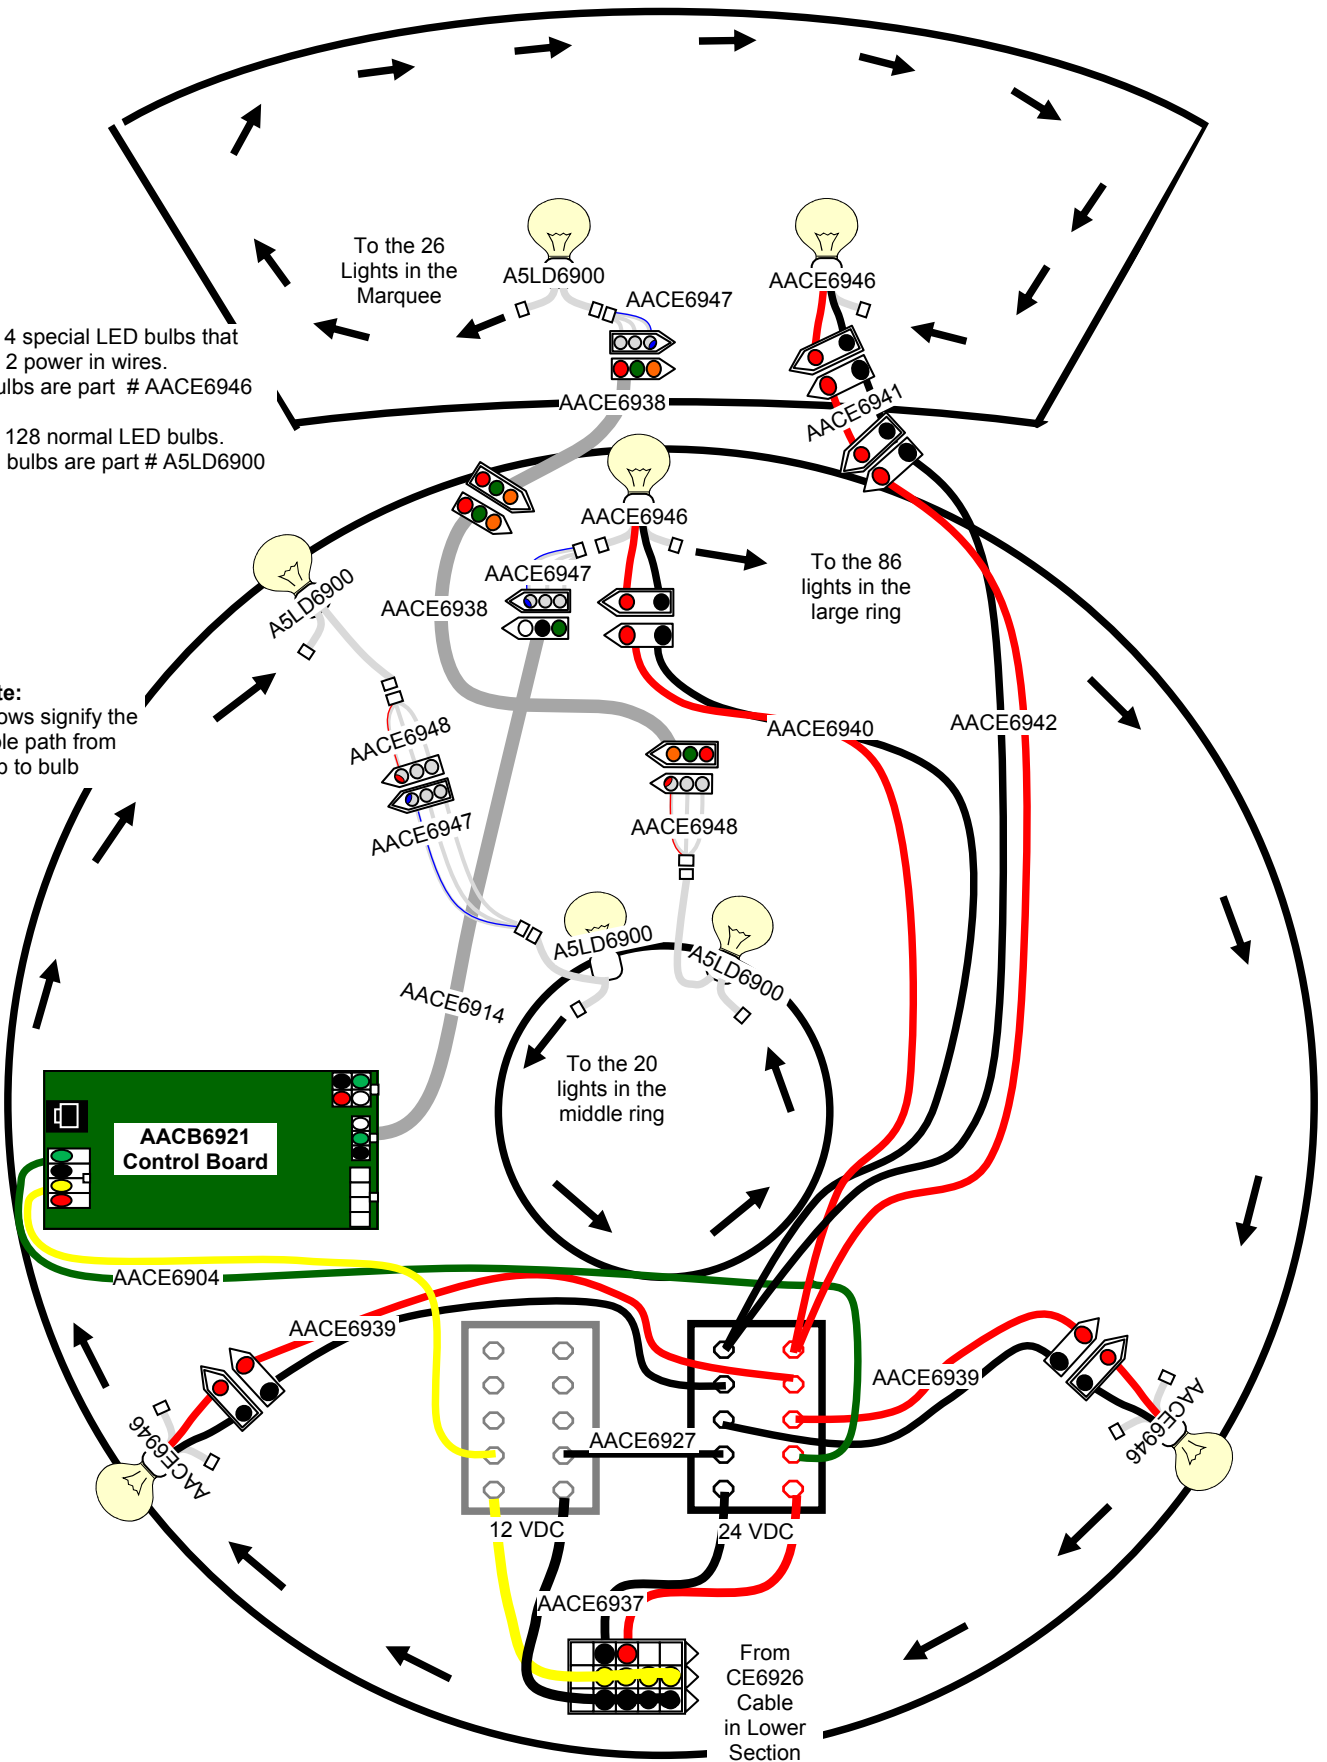 To the 26
Lights in the
Marquee
A5LD6900
AACE6947
AACE6946
4 special LED bulbs that
2 power in wires.
ulbs are part # AACE6946
128 normal LED bulbs.
bulbs are part # A5LD6900
AACE6938
AACE6941
AACE6946
AACE6947
To the 86
lights in the
large ring
A5LD6900
AACE6938
te:
ows signify the
ble path from
o to bulb
AACE6948
AACE6947
AACE6940
AACE6942
AACE6948
A5LD6900
A5LD6900
AACE6914
To the 20
lights in the
middle ring
AACB6921
Control Board
AACE6904
AACE6939
AACE6939
AACE6927
AACE6946
AACE6946
12 VDC
24 VDC
AACE6937
From
CE6926
Cable
in Lower
Section